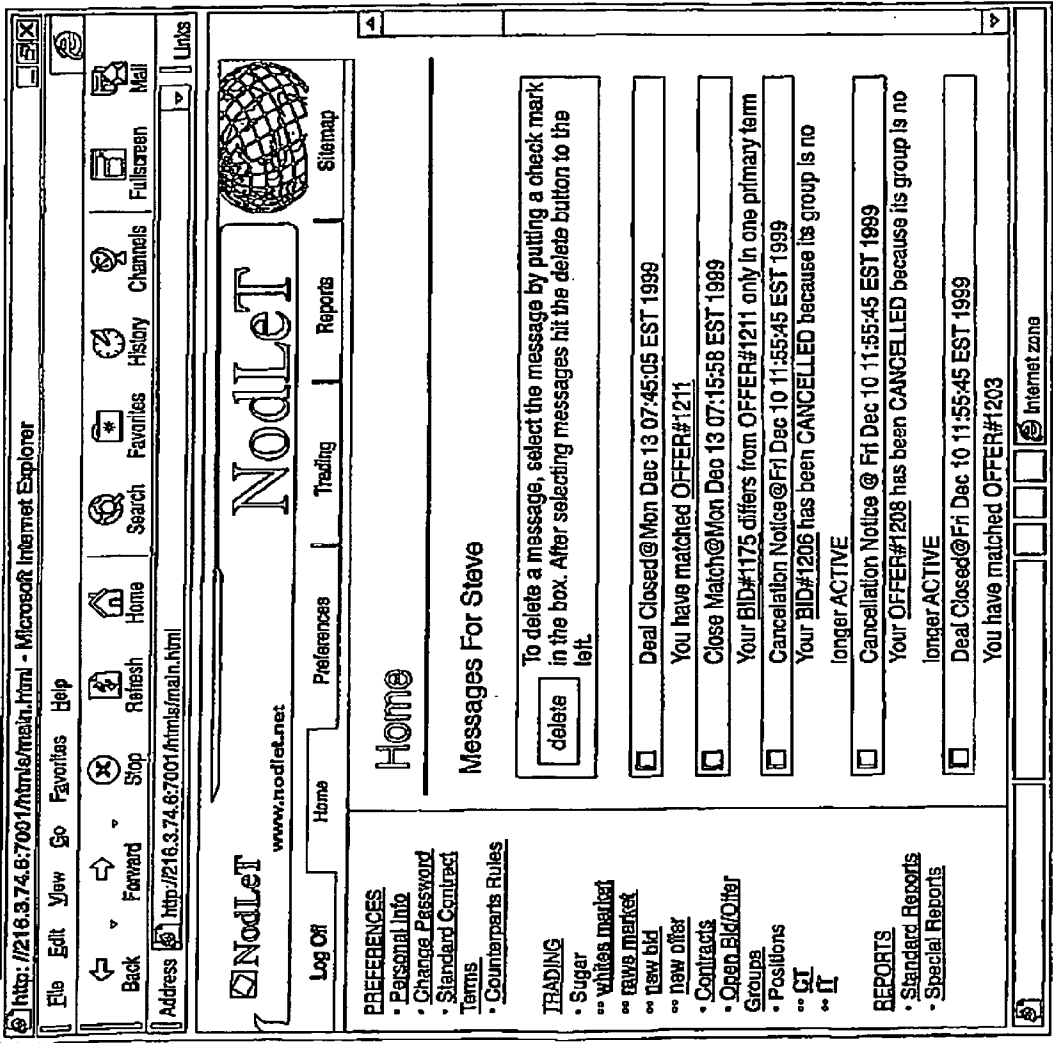 http: //216.3.74.6:7001/htmls/main.html - Microsoft Internet Explorer
File Edit View Go Favorites Help
Back Forward Stop Refresh Home Search Favorites History Channels Fullscreen Mail
Address http://216.3.74.6:7001/htmls/main.html Links
NodLeT
www.nodlet.net
NodLeT
Log Off Home Preferences Trading Reports Sitemap
PREFERENCES
· Personal Info
· Change Password
· Standard Contract
Terms
· Counterparts Rules
TRADING
· Sugar
·· whites market
·· raws market
·· new bid
·· new offer
· Contracts
· Open Bid/Offer
Groups
· Positions
·· CT
·· IT
REPORTS
· Standard Reports
· Special Reports
Home
Messages For Steve
delete
To delete a message, select the message by putting a check mark
in the box. After selecting messages hit the delete button to the
left.
Deal Closed@Mon Dec 13 07:45:05 EST 1999
You have matched OFFER#1211
Close Match@Mon Dec 13 07:15:58 EST 1999
Your BID#1175 differs from OFFER#1211 only in one primary term
Cancelation Notice@Fri Dec 10 11:55:45 EST 1999
Your BID#1206 has been CANCELLED because its group is no
longer ACTIVE
Cancellation Notice @ Fri Dec 10 11:55:45 EST 1999
Your OFFER#1208 has been CANCELLED because its group is no
longer ACTIVE
Deal Closed@Fri Dec 10 11:55:45 EST 1999
You have matched OFFER#1203
Internet zone